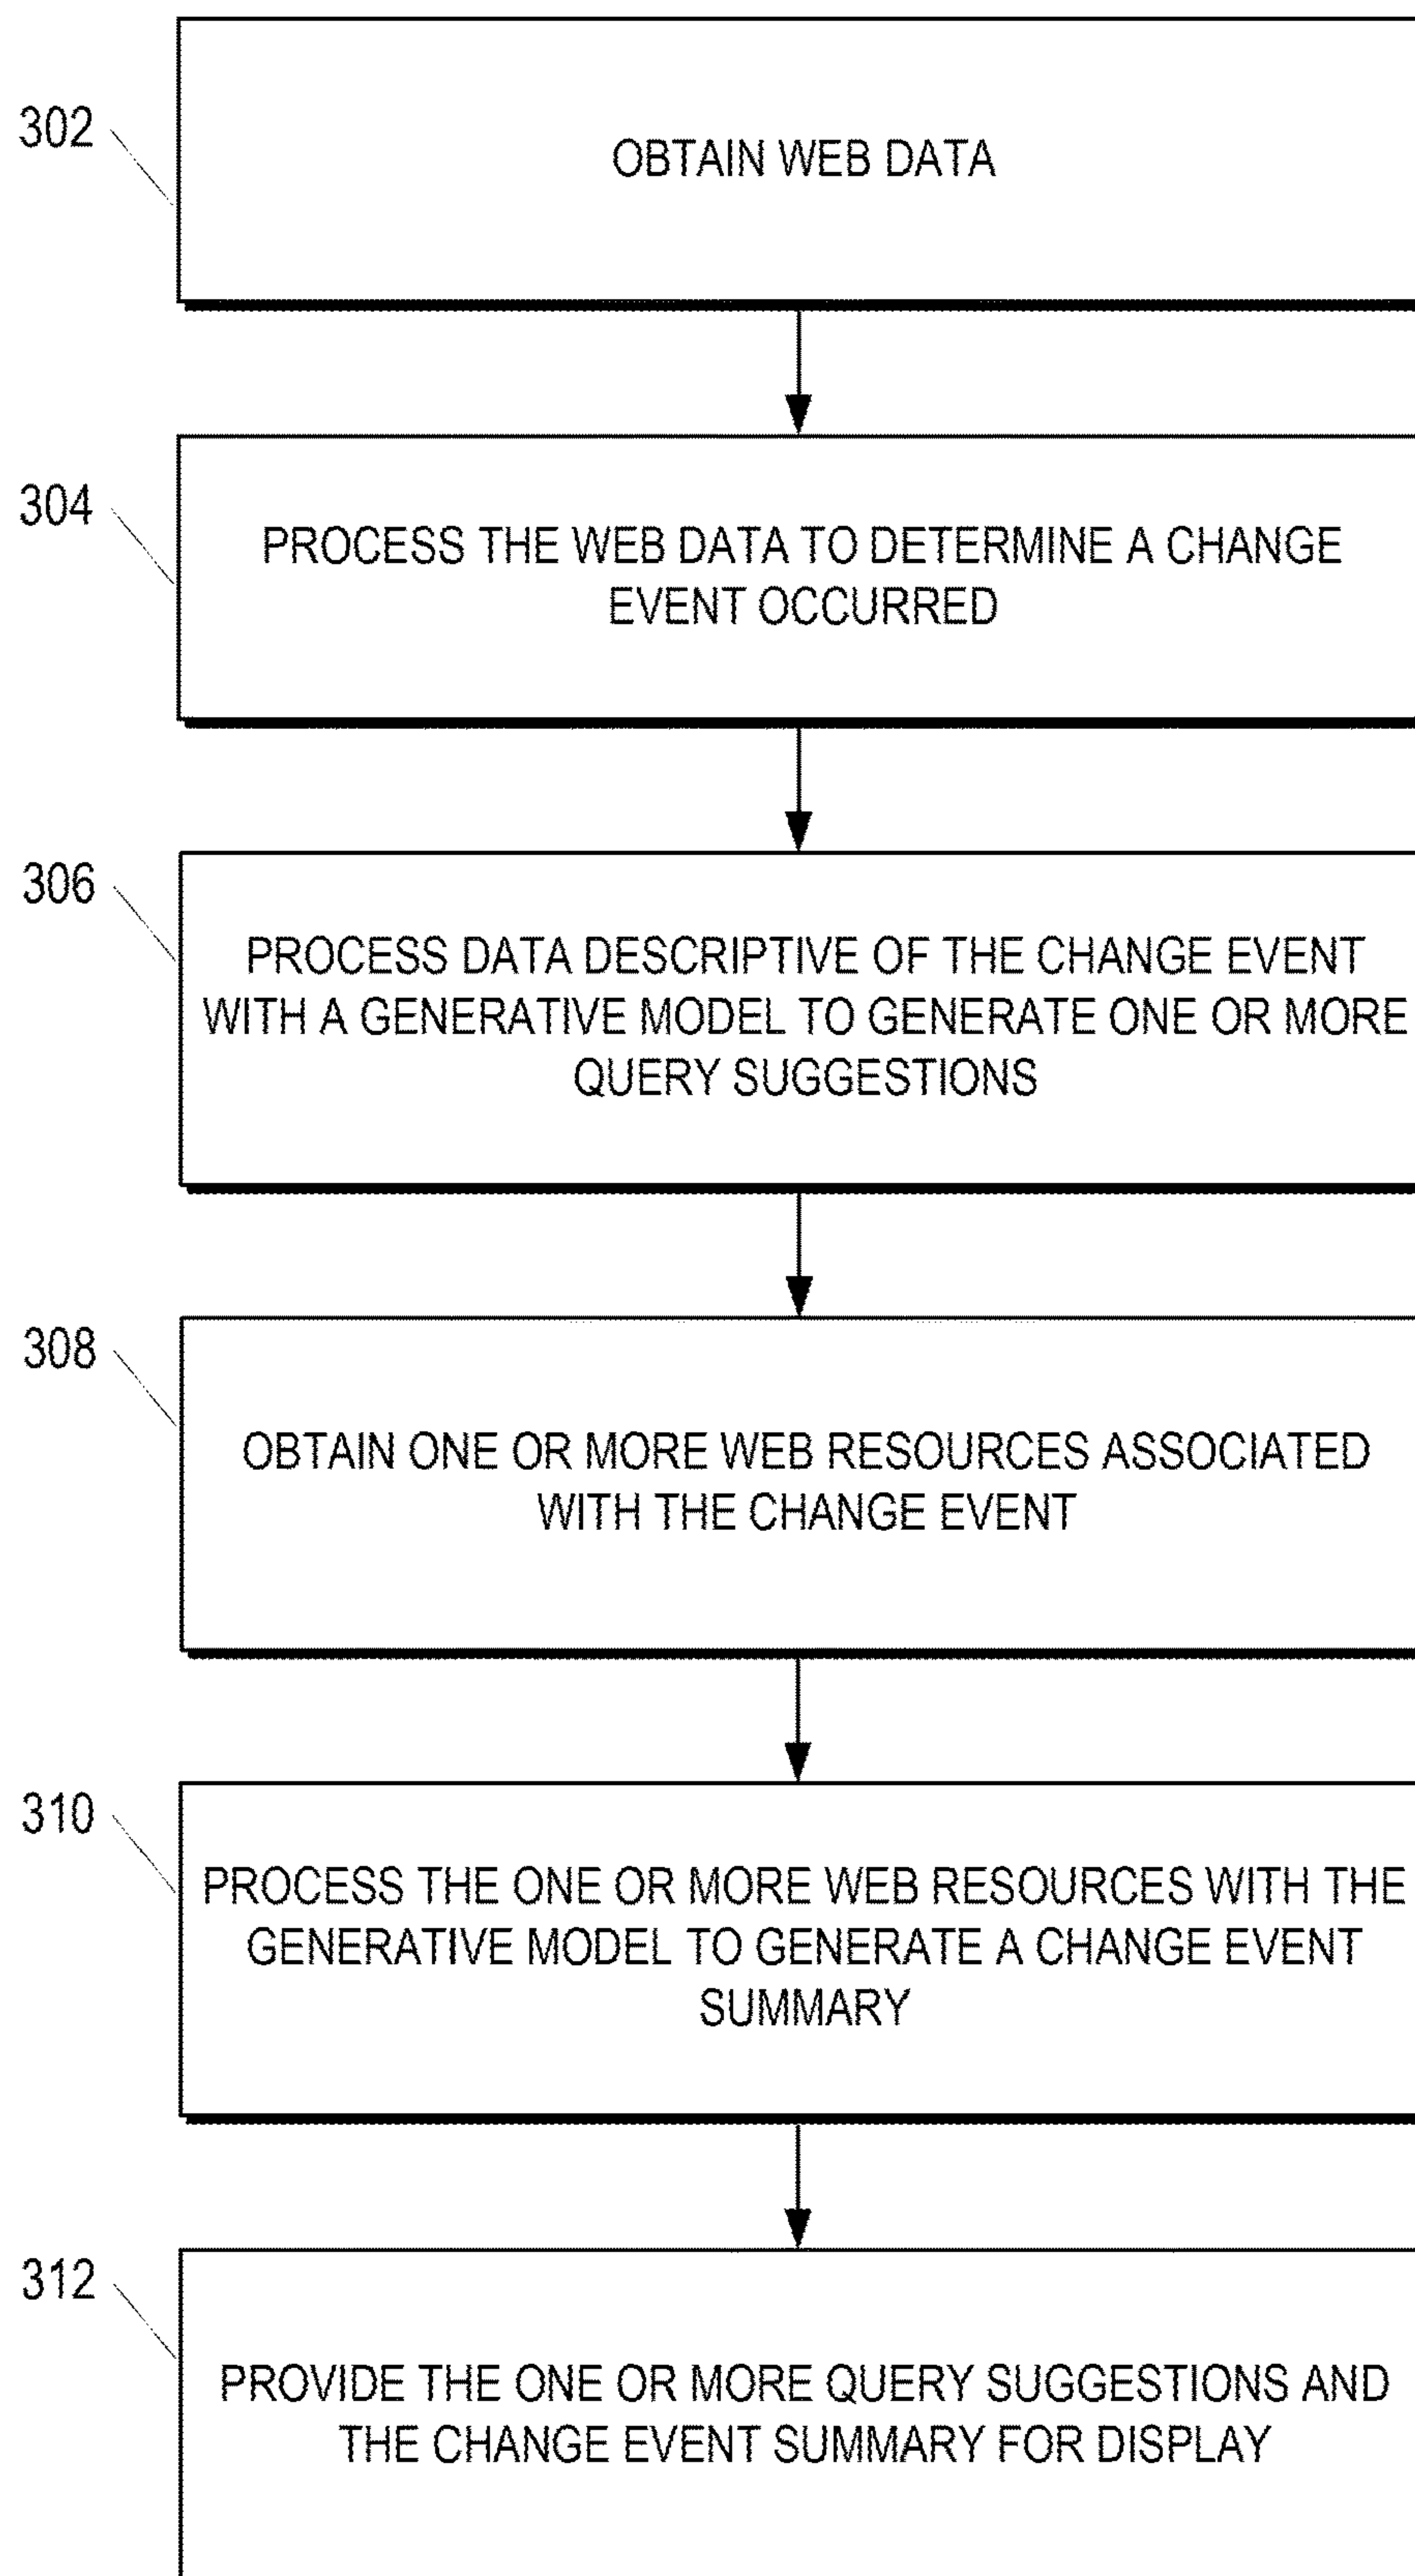 302
OBTAIN WEB DATA
304
PROCESS THE WEB DATA TO DETERMINE A CHANGE
EVENT OCCURRED
306
PROCESS DATA DESCRIPTIVE OF THE CHANGE EVENT
WITH A GENERATIVE MODEL TO GENERATE ONE OR MORE
QUERY SUGGESTIONS
308
OBTAIN ONE OR MORE WEB RESOURCES ASSOCIATED
WITH THE CHANGE EVENT
310
PROCESS THE ONE OR MORE WEB RESOURCES WITH THE
GENERATIVE MODEL TO GENERATE A CHANGE EVENT
SUMMARY
312
PROVIDE THE ONE OR MORE QUERY SUGGESTIONS AND
THE CHANGE EVENT SUMMARY FOR DISPLAY